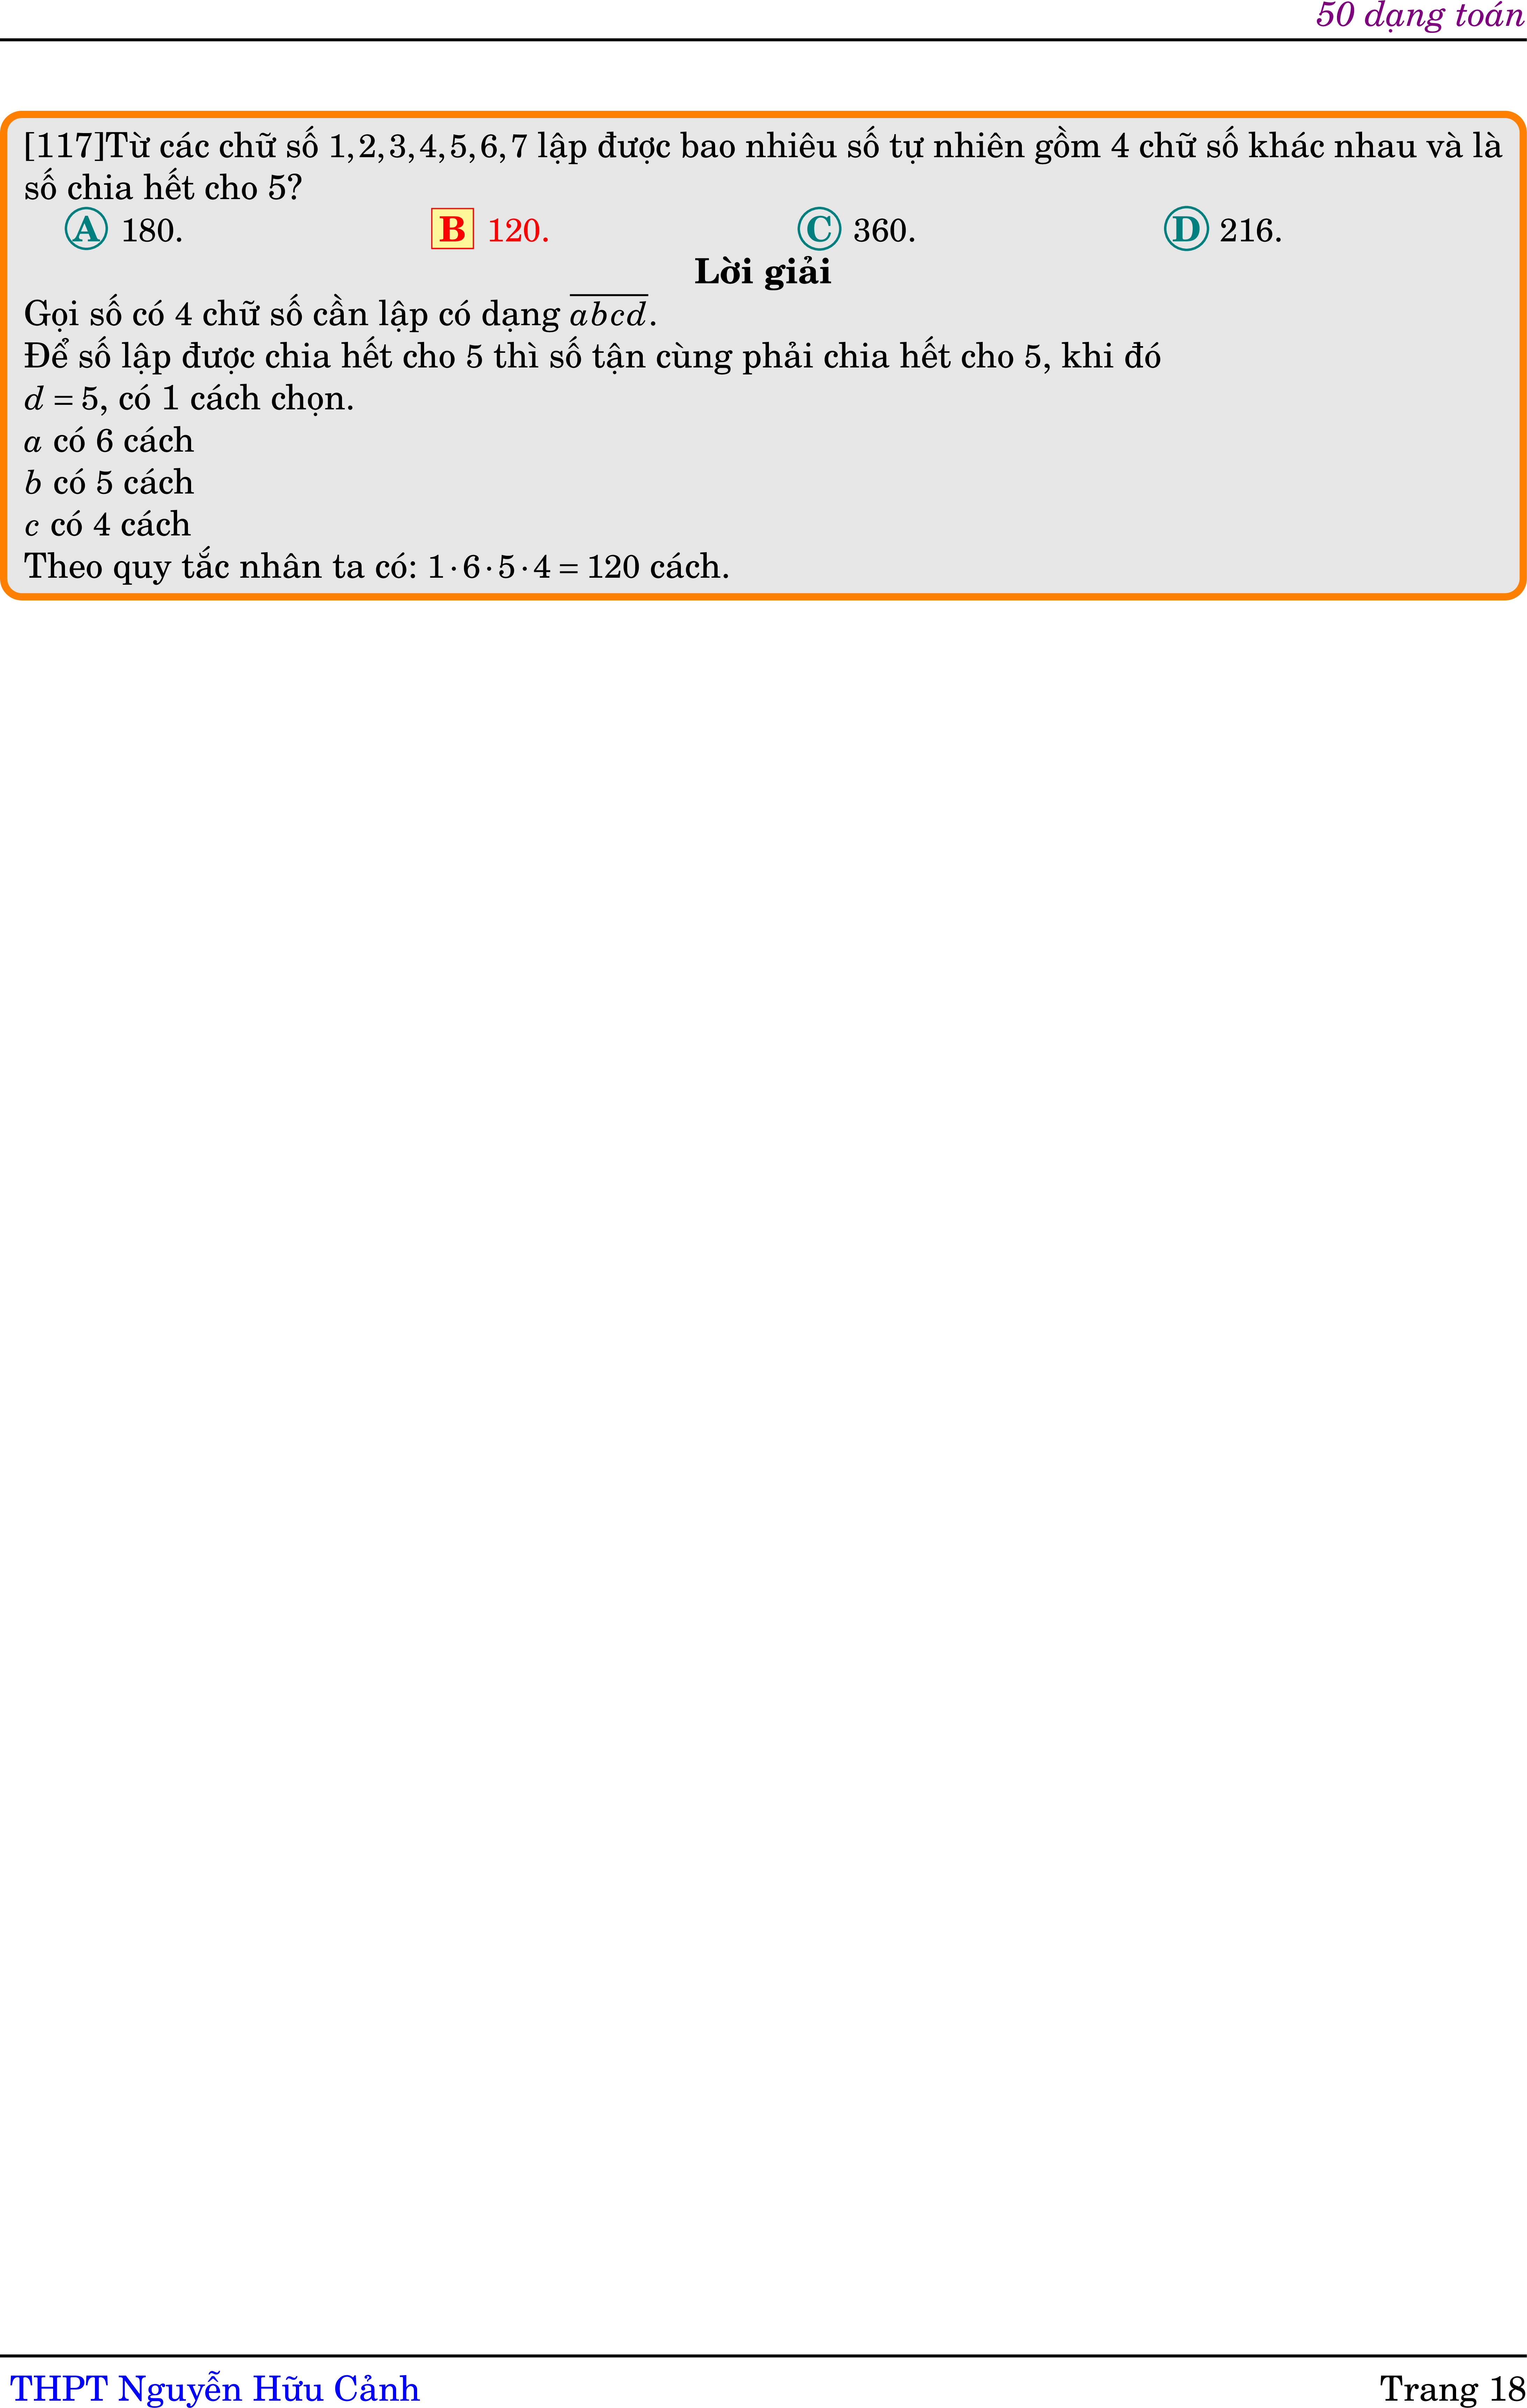 50 dạng toán
[117]Từ các chữ số 1,2,3,4,5,6,7 lập được bao nhiêu số tự nhiên gồm 4 chữ số khác nhau và là
số chia hết cho 5?
A 180. B 120. C 360. D 216.
Lời giải
Gọi số có 4 chữ số cần lập có dạng \overline{abcd}.
Để số lập được chia hết cho 5 thì số tận cùng phải chia hết cho 5, khi đó
d = 5, có 1 cách chọn.
a có 6 cách
b có 5 cách
c có 4 cách
Theo quy tắc nhân ta có: 1·6·5·4 = 120 cách.
THPT Nguyễn Hữu Cảnh Trang 18